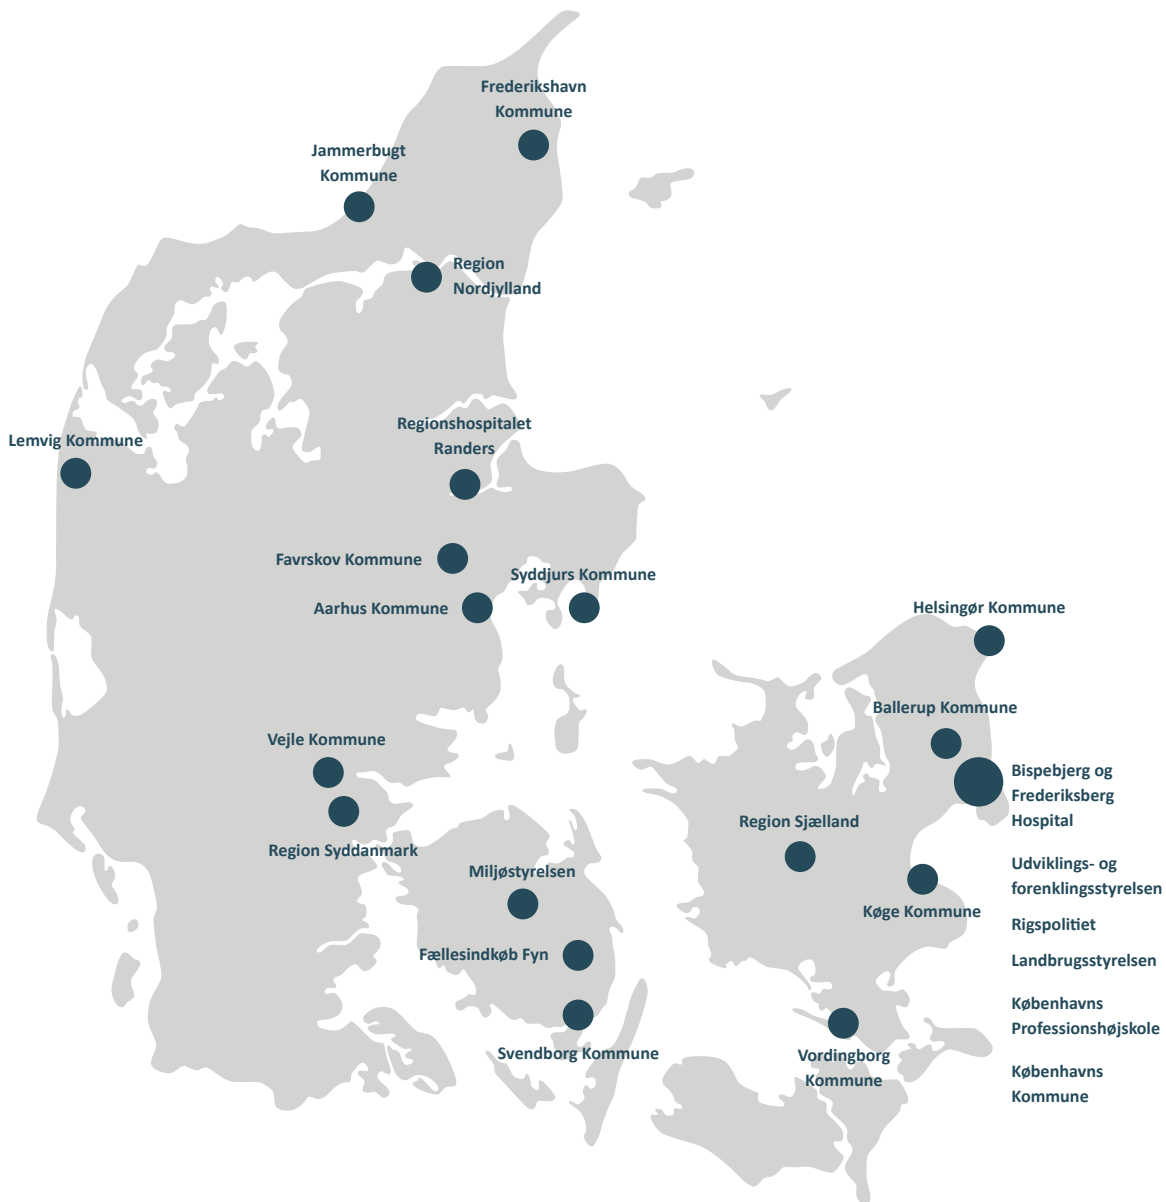 Frederikshavn
Kommune
Jammerbugt
Kommune
Region
Nordjylland
Regionshospitalet
Randers
Lemvig Kommune
Favrskov Kommune
Syddjurs Kommune
Aarhus Kommune
Helsingør Kommune
Ballerup Kommune
Vejle Kommune
Bispebjerg og
Frederiksberg
Hospital
Region Sjælland
Region Syddanmark
Miljøstyrelsen
Udviklings- og
forenklingsstyrelsen
Køge Kommune
Rigspolitiet
Fællesindkøb Fyn
Landbrugsstyrelsen
Københavns
Professionshøjskole
Svendborg Kommune
Vordingborg
Kommune
Københavns
Kommune